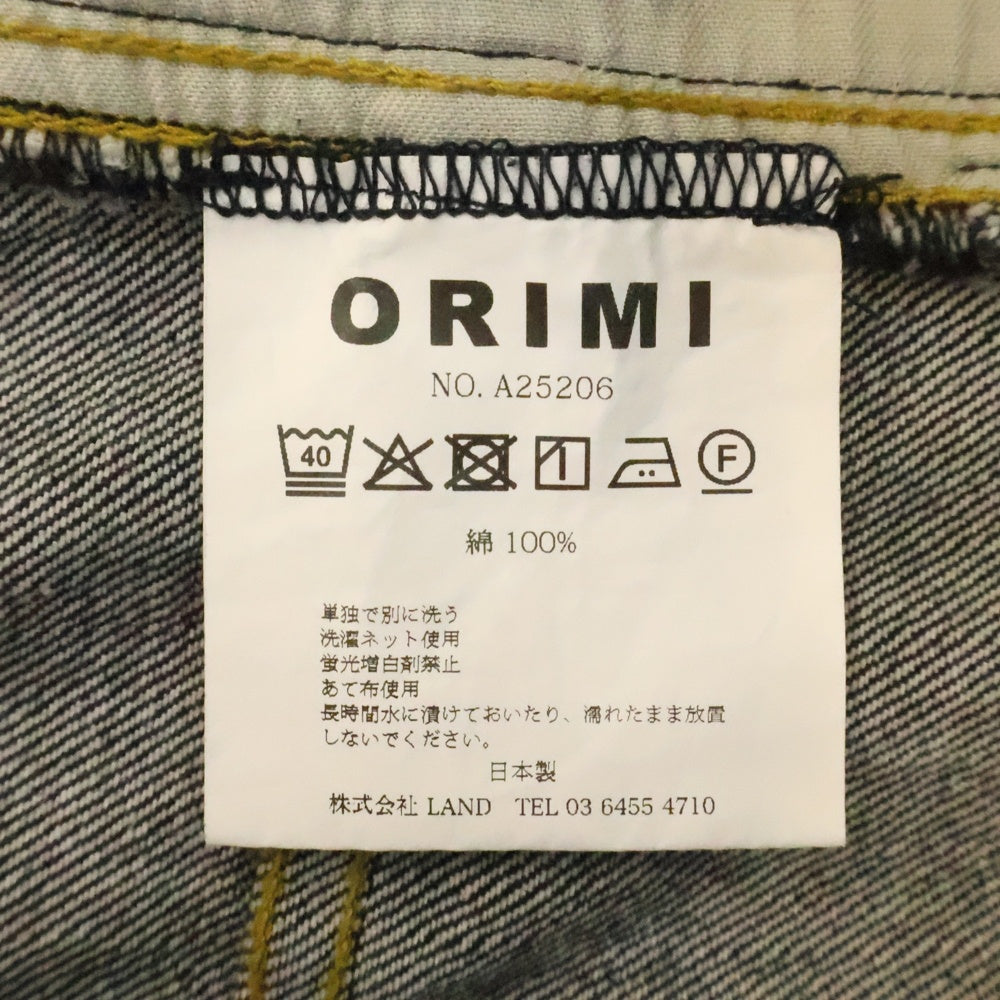 ORIMI
NO. A25206
40
F
綿 100%
単独で別に洗う
洗濯ネット使用
蛍光増白剤禁止
あて布使用
長時間水に漬けておいたり、濡れたまま放置
しないでください。
日本製
株式会社 LAND TEL 03 6455 4710